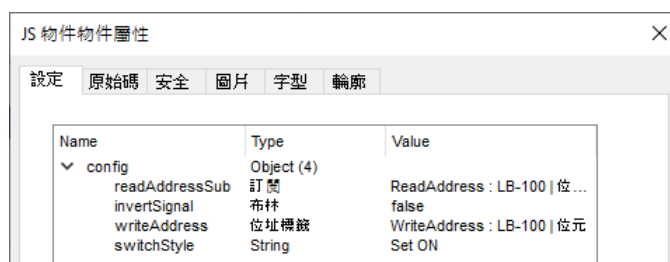 JS 物件物件屬性
設定 原始碼 安全 圖片 字型 輪廓
Name Type Value
config Object (4)
readAddressSub 訂閱 ReadAddress : LB-100 | 位...
invertSignal 布林 false
writeAddress 位址標籤 WriteAddress : LB-100 | 位元
switchStyle String Set ON